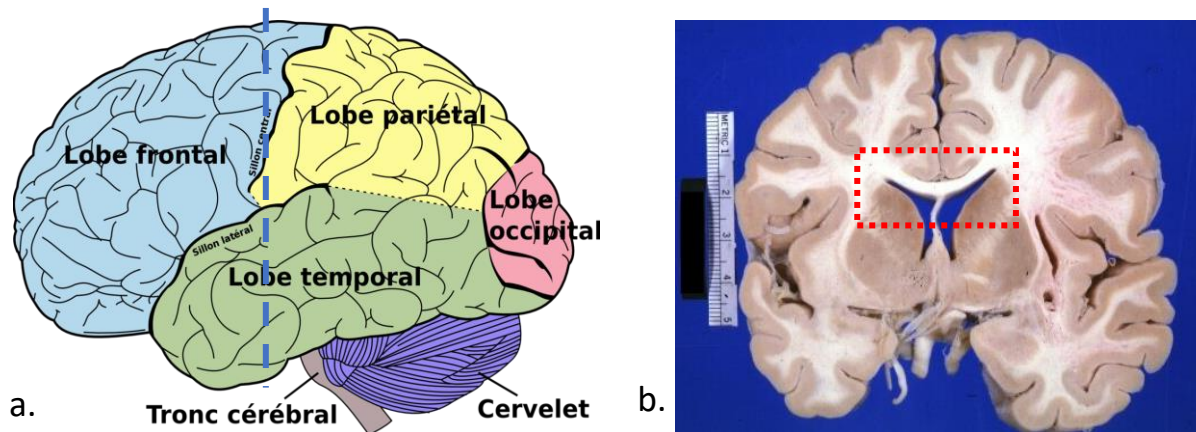 Lobe frontal
Sillon central
Lobe pariétal
Lobe
occipital
Sillon latéral
Lobe temporal
Tronc cérébral
Cervelet
a.
b.
METRIC 1
2
3
4
5